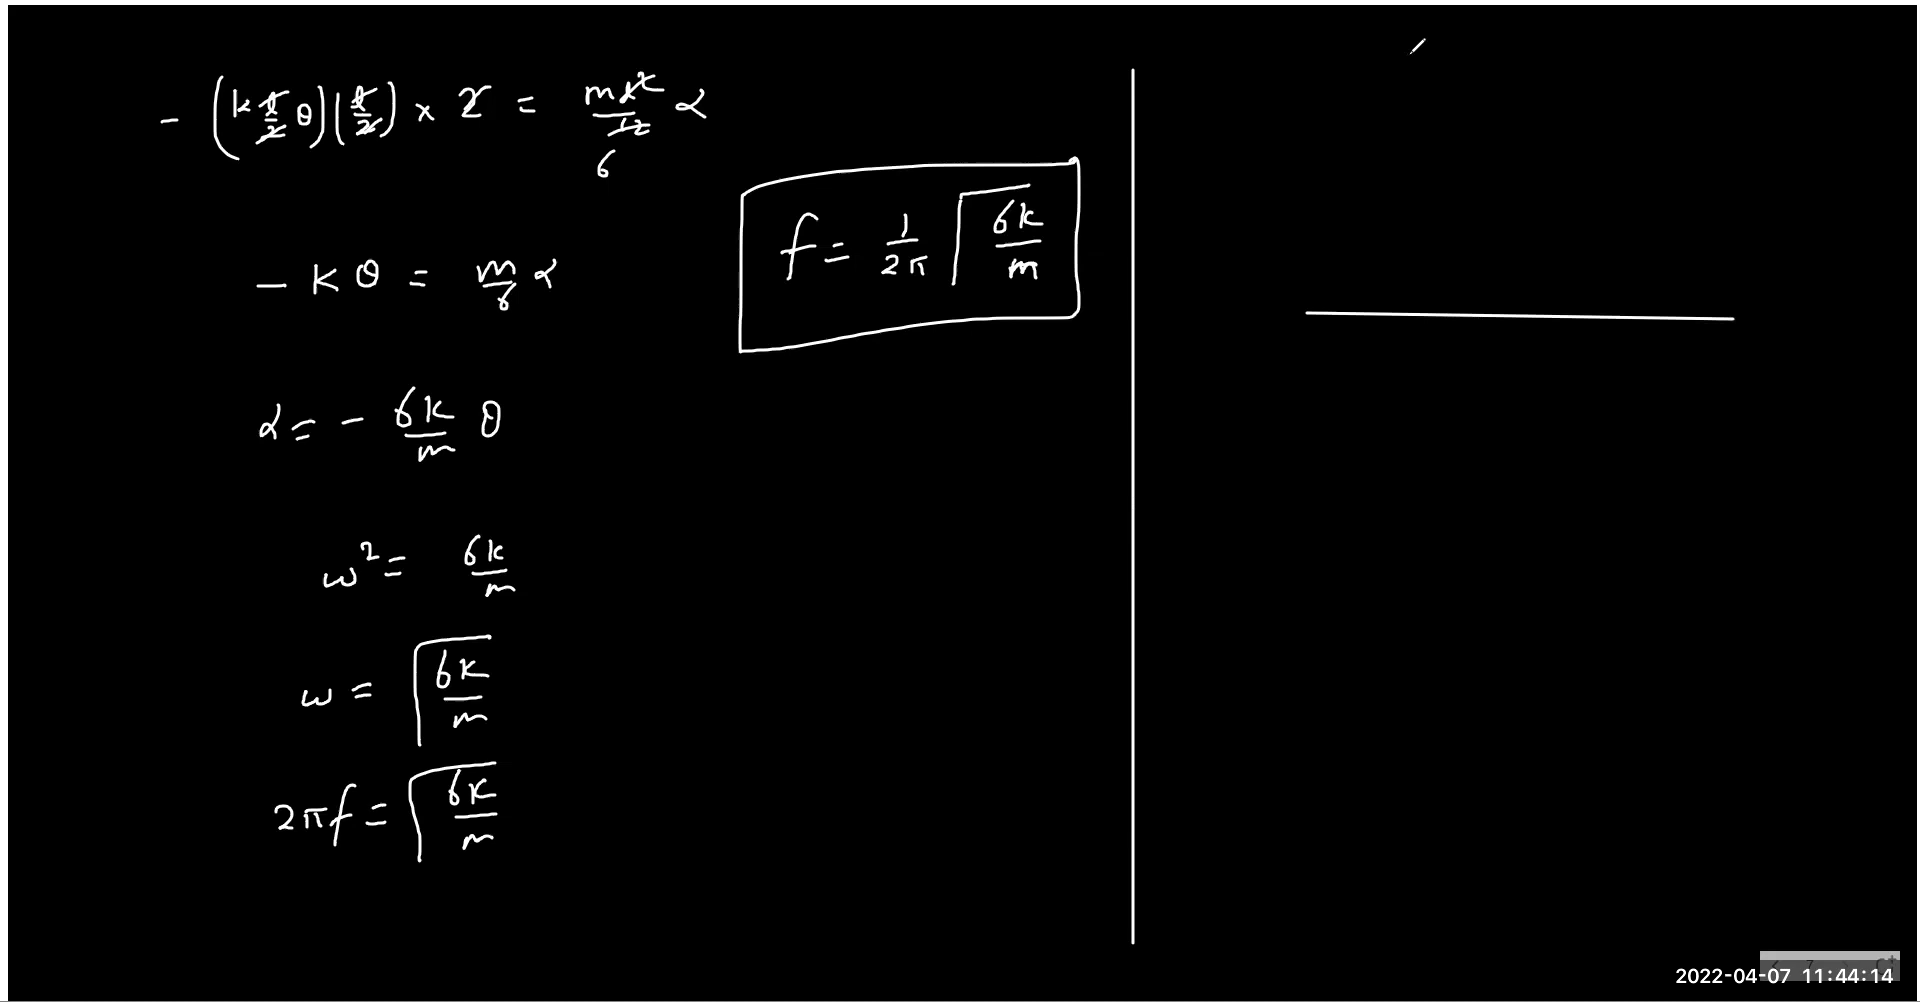 - (k l/2 θ)(l/2) × 2 = ml²/12 α
6
- Kθ = m/6 α
α = - 6k/m θ
ω² = 6k/m
ω = √6k/m
2πf = √6k/m
f = 1/2π √6k/m
2022-04-07 11:44:14